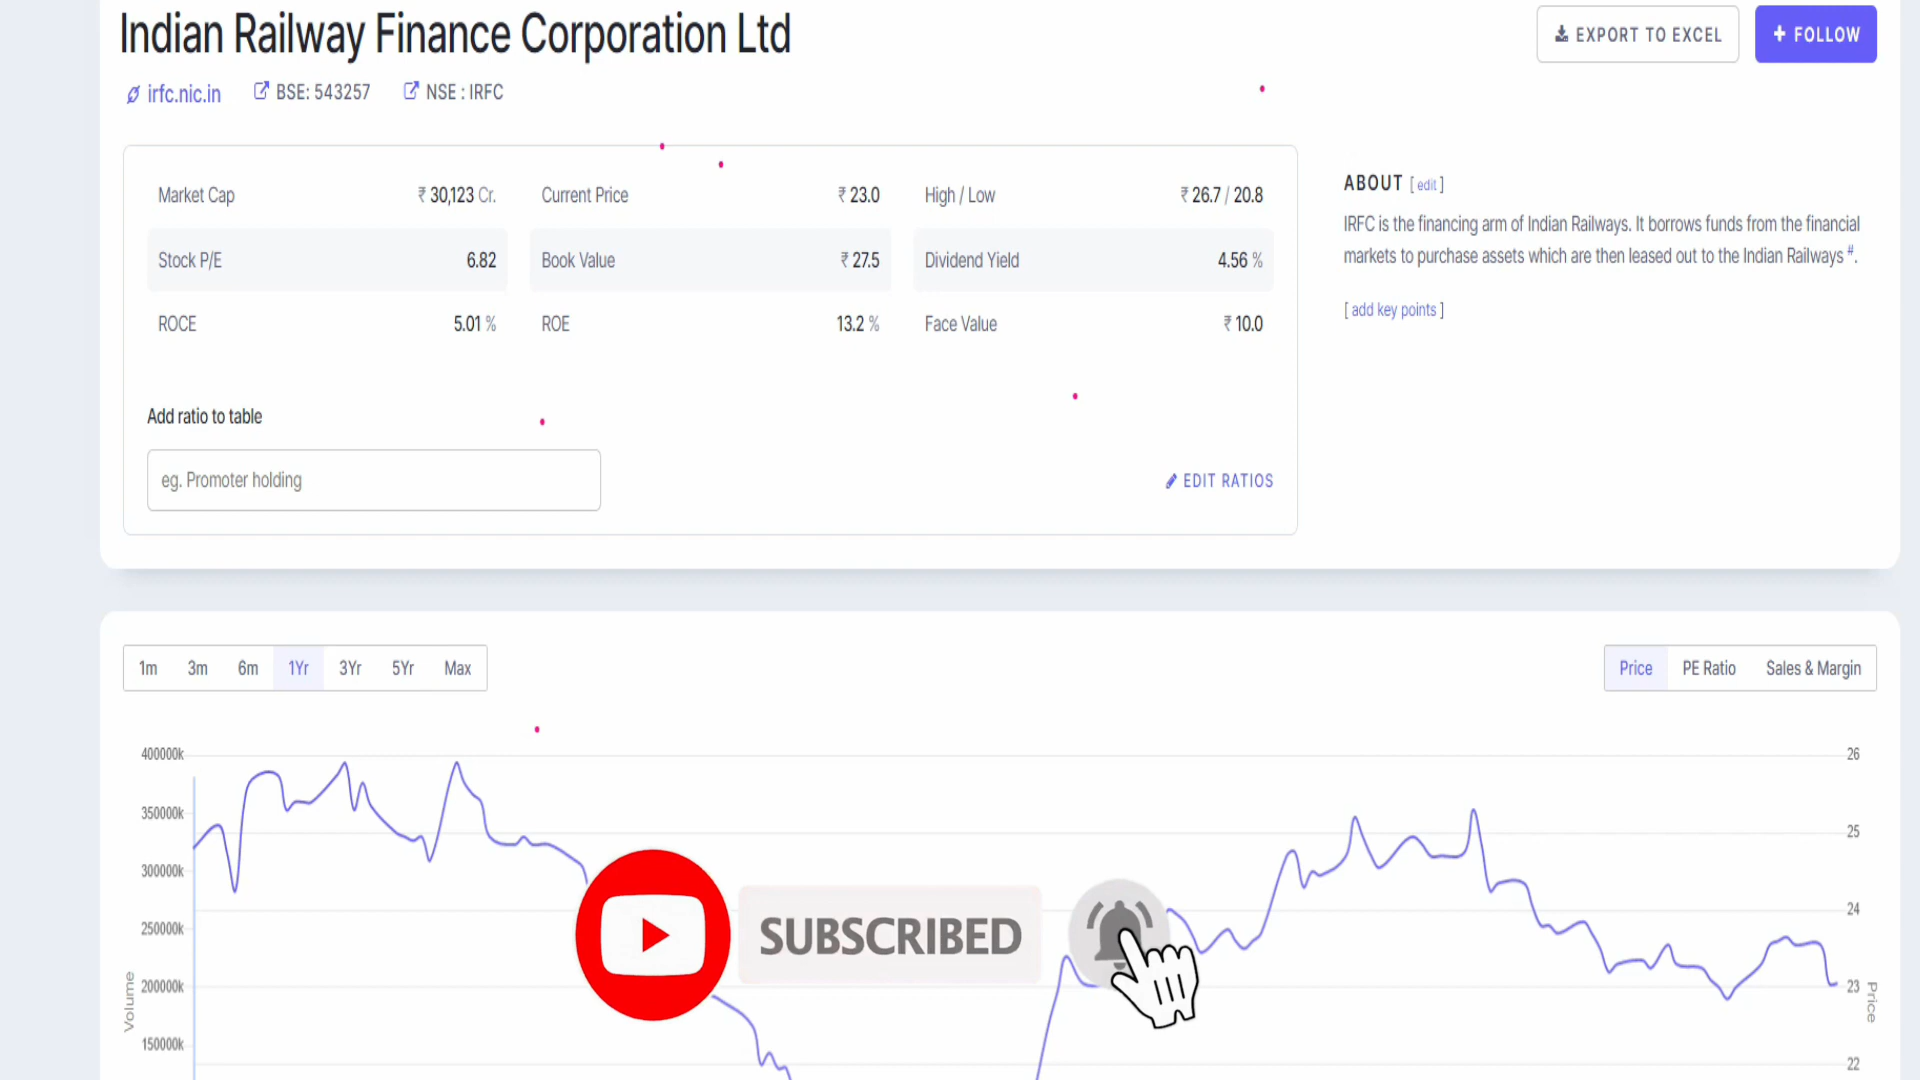 Indian Railway Finance Corporation Ltd
EXPORT TO EXCEL
+ FOLLOW
irfc.nic.in
BSE: 543257
NSE : IRFC
Market Cap ₹ 30,123 Cr.
Current Price ₹ 23.0
High / Low ₹ 26.7 / 20.8
Stock P/E 6.82
Book Value ₹ 27.5
Dividend Yield 4.56 %
ROCE 5.01 %
ROE 13.2 %
Face Value ₹ 10.0
Add ratio to table
eg. Promoter holding
EDIT RATIOS
ABOUT [ edit ]
IRFC is the financing arm of Indian Railways. It borrows funds from the financial
markets to purchase assets which are then leased out to the Indian Railways #.
[ add key points ]
1m 3m 6m 1Yr 3Yr 5Yr Max
Price PE Ratio Sales & Margin
400000k
350000k
300000k
250000k
200000k
150000k
Volume
26
25
24
23
22
Price
SUBSCRIBED